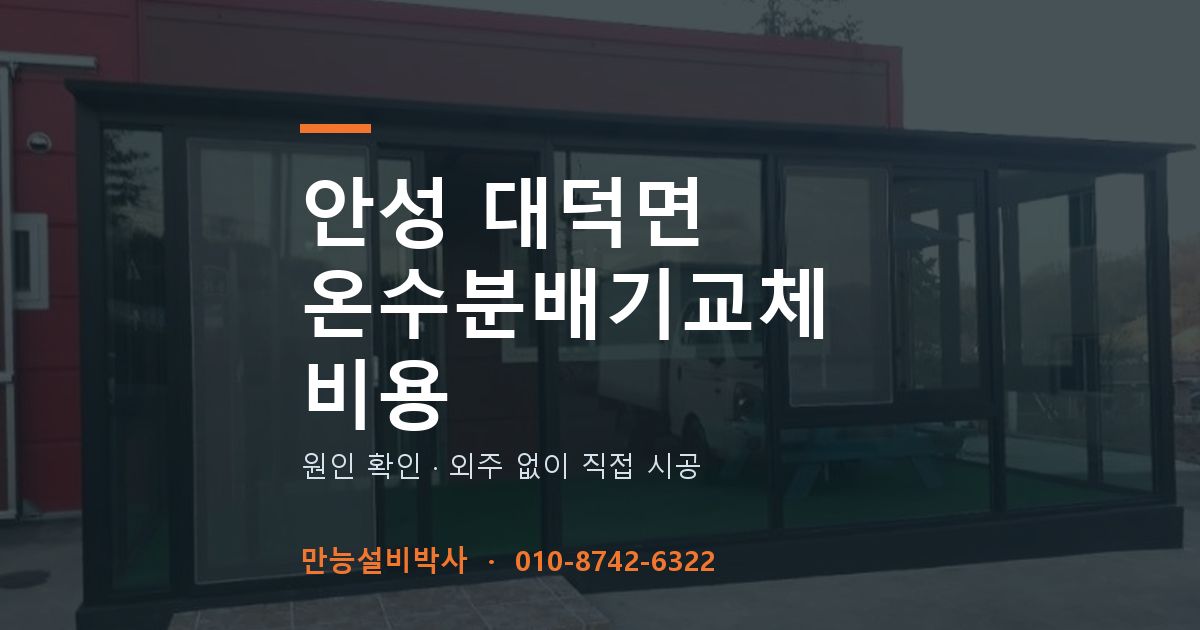 안성 대덕면
온수분배기교체
비용
원인 확인 · 외주 없이 직접 시공
만능설비박사 · 010-8742-6322